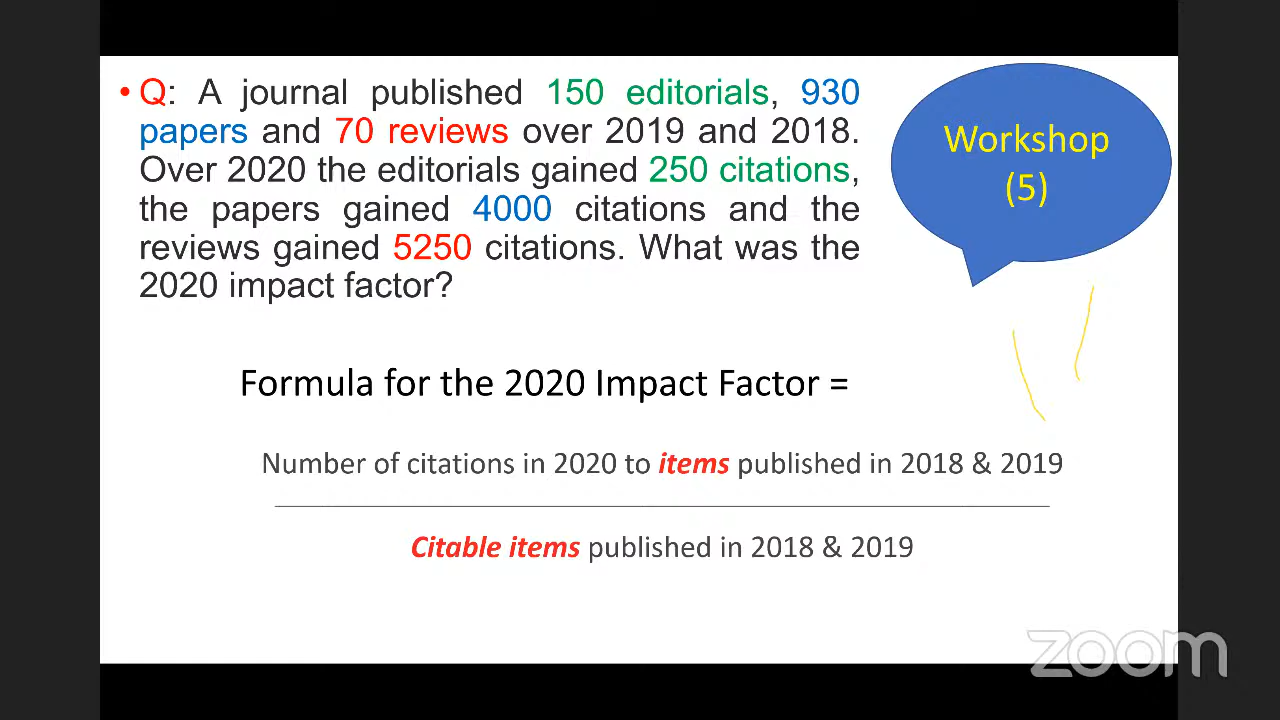 • Q: A journal published 150 editorials, 930
papers and 70 reviews over 2019 and 2018.
Over 2020 the editorials gained 250 citations,
the papers gained 4000 citations and the
reviews gained 5250 citations. What was the
2020 impact factor?
Workshop
(5)
Formula for the 2020 Impact Factor =
Number of citations in 2020 to items published in 2018 & 2019
Citable items published in 2018 & 2019
zoom